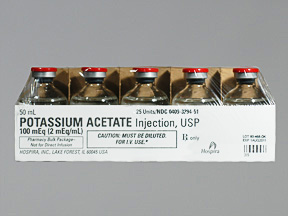 50 mL
25 Units/NDC 0409-3294-51
POTASSIUM ACETATE Injection, USP
100 mEq (2 mEq/mL)
CAUTION: MUST BE DILUTED.
FOR I.V. USE.
Pharmacy Bulk Package-
Not for Direct Infusion
HOSPIRA, INC., LAKE FOREST, IL 60045 USA
only
Hospira